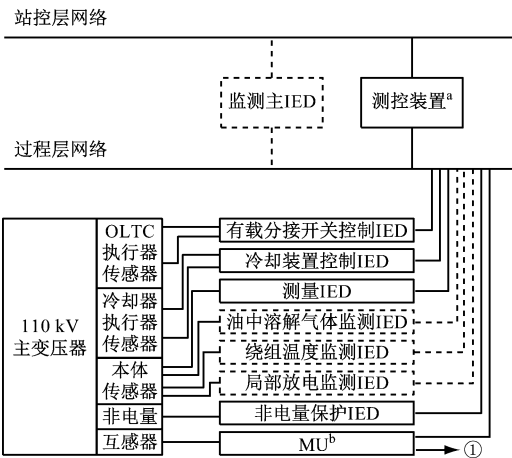 站控层网络
监测主IED
测控装置a
过程层网络
110 kV
主变压器
OLTC
执行器
传感器
冷却器
执行器
传感器
本体
传感器
非电量
互感器
有载分接开关控制IED
冷却装置控制IED
测量IED
油中溶解气体监测IED
绕组温度监测IED
局部放电监测IED
非电量保护IED
MUb
①